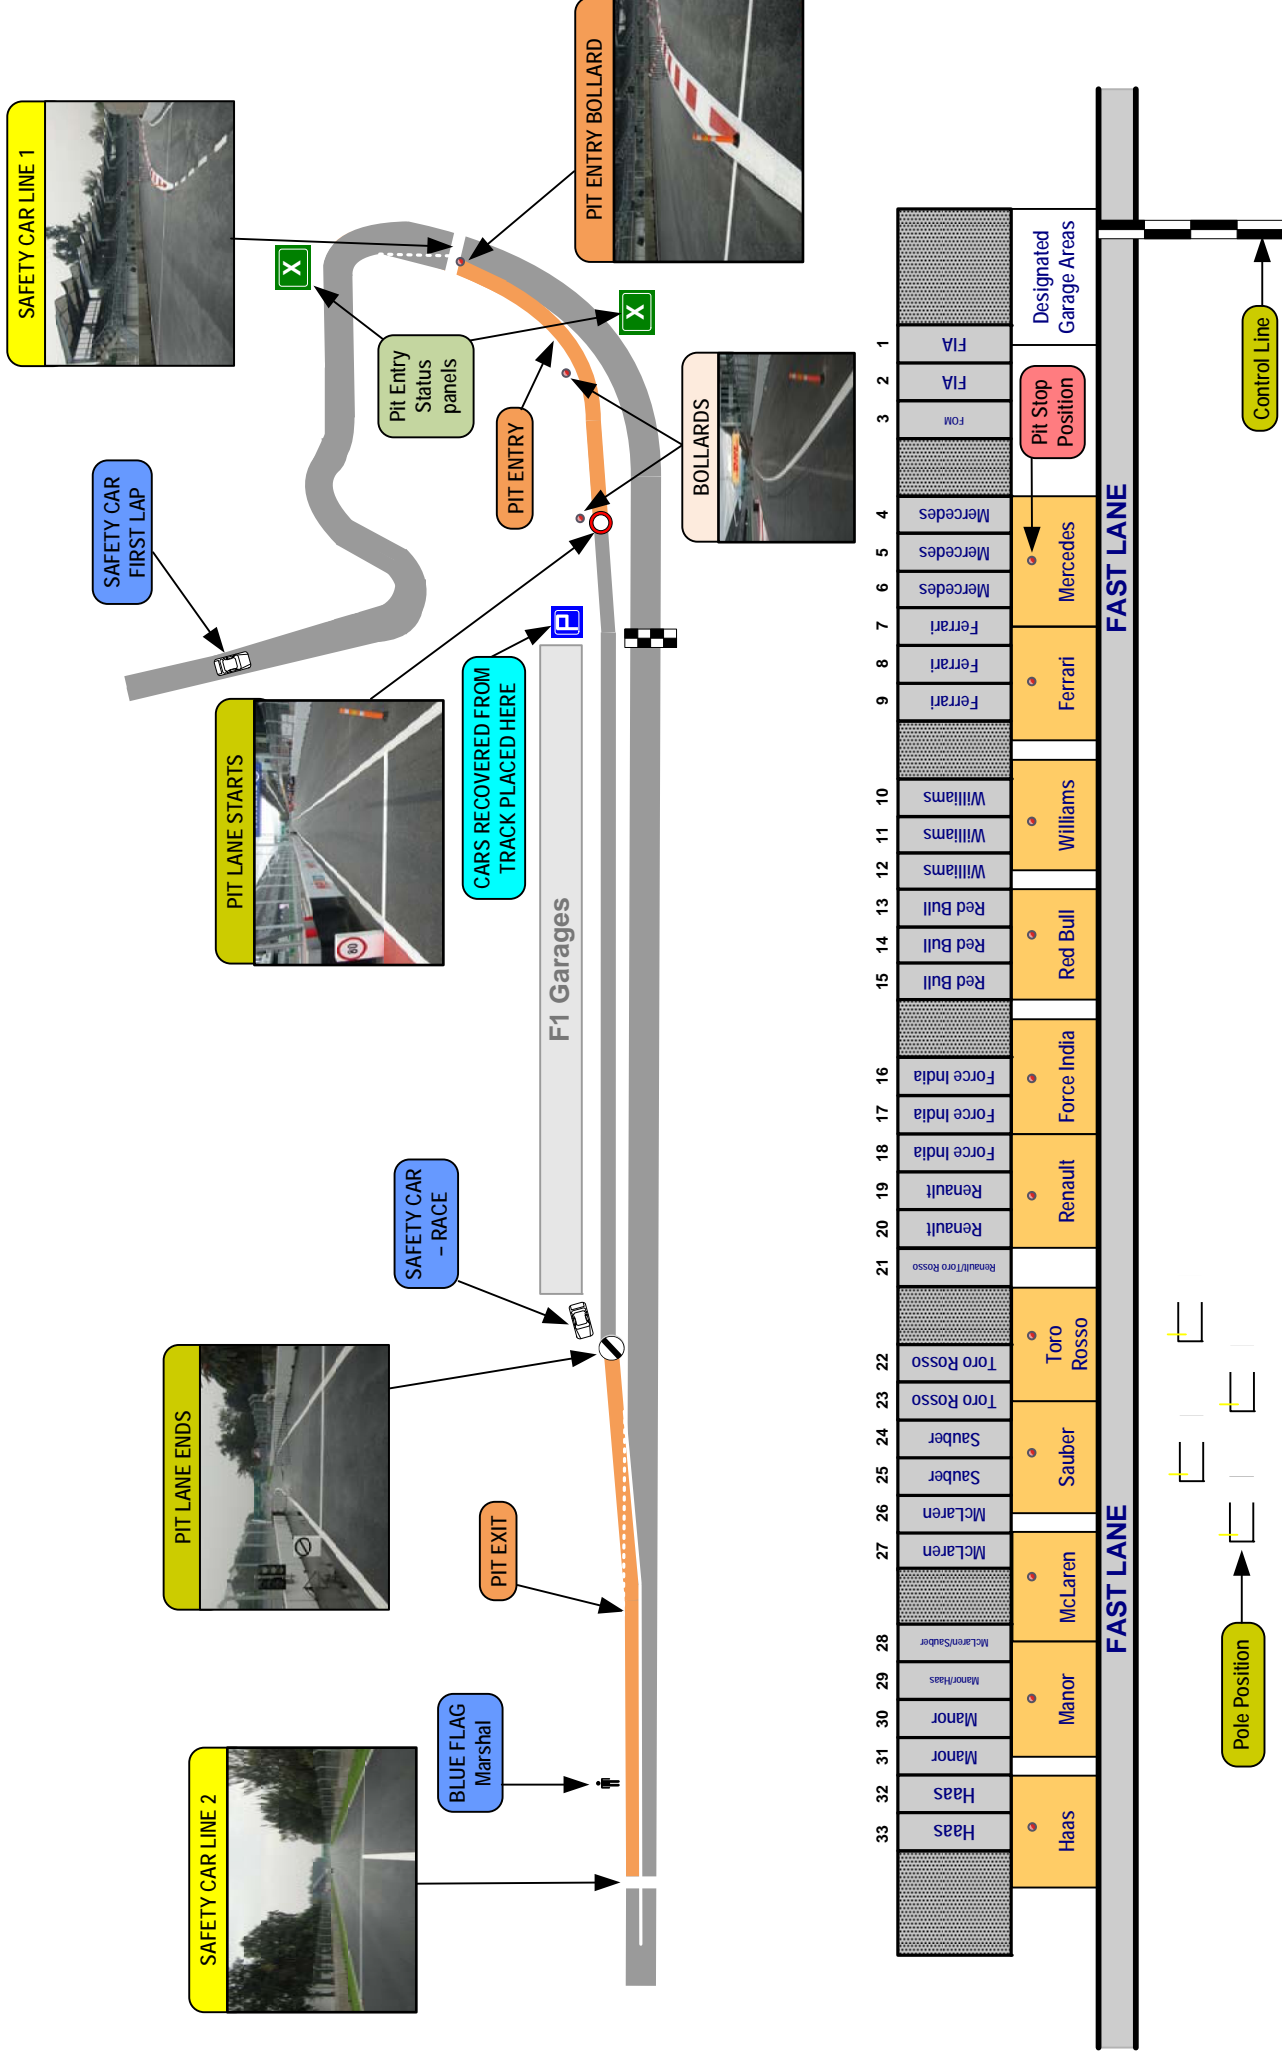 SAFETY CAR LINE 1
X
Pit Entry
Status
panels
X
PIT ENTRY BOLLARD
PIT ENTRY
BOLLARDS
SAFETY CAR
FIRST LAP
PIT LANE STARTS
80
CARS RECOVERED FROM
TRACK PLACED HERE
P
F1 Garages
SAFETY CAR
– RACE
PIT LANE ENDS
PIT EXIT
BLUE FLAG
Marshal
SAFETY CAR LINE 2
33
32
31
30
29
28
27
26
25
24
23
22
21
20
19
18
17
16
15
14
13
12
11
10
9
8
7
6
5
4
3
2
1
Haas
Haas
Manor
Manor
Manor/Haas
McLaren/Sauber
McLaren
McLaren
Sauber
Sauber
Toro Rosso
Toro Rosso
Renault/Toro Rosso
Renault
Renault
Force India
Force India
Force India
Red Bull
Red Bull
Red Bull
Williams
Williams
Williams
Ferrari
Ferrari
Ferrari
Mercedes
Mercedes
Mercedes
FOM
FIA
FIA
Haas
Manor
McLaren
Sauber
Toro
Rosso
Renault
Force India
Red Bull
Williams
Ferrari
Mercedes
Pit Stop
Position
Designated
Garage Areas
FAST LANE
FAST LANE
Pole Position
Control Line